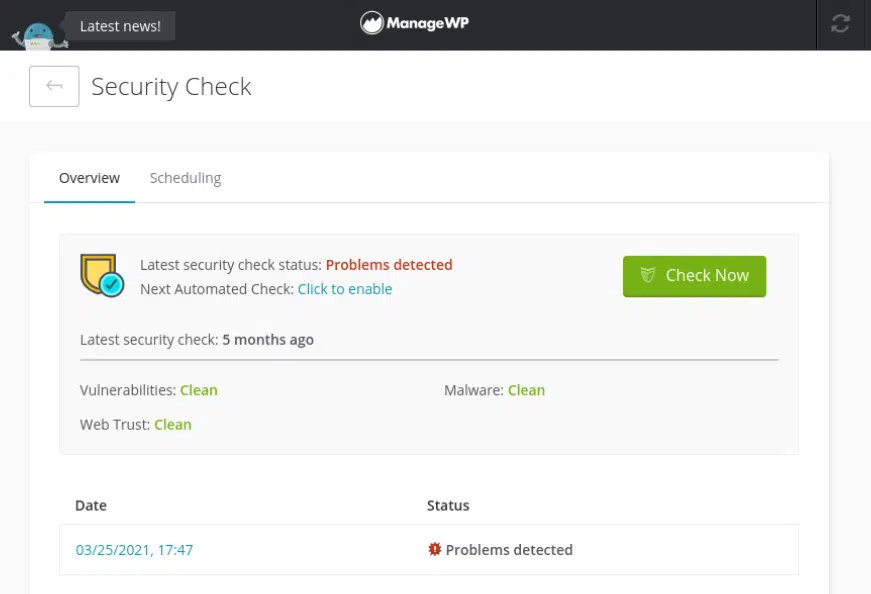 Latest news!
ManageWP
Security Check
Overview Scheduling
Latest security check status: Problems detected
Next Automated Check: Click to enable
Check Now
Latest security check: 5 months ago
Vulnerabilities: Clean Malware: Clean
Web Trust: Clean
Date Status
03/25/2021, 17:47 Problems detected